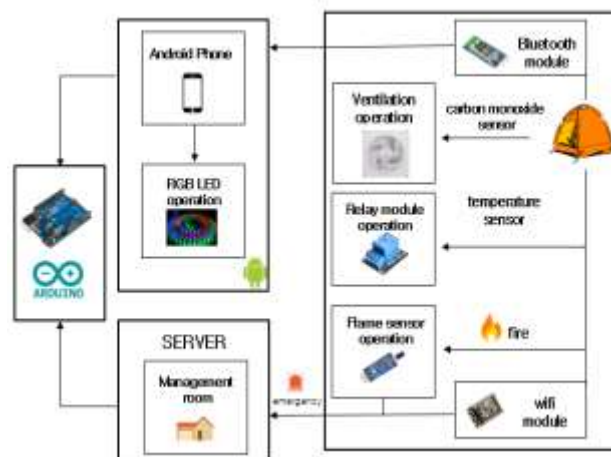 Android Phone
RGB LED
operation
ARDUINO
SERVER
Management
room
emergency
Bluetooth
module
Ventilation
operation
carbon monoxide
sensor
Relay module
operation
temperature
sensor
Flame sensor
operation
fire
wifi
module